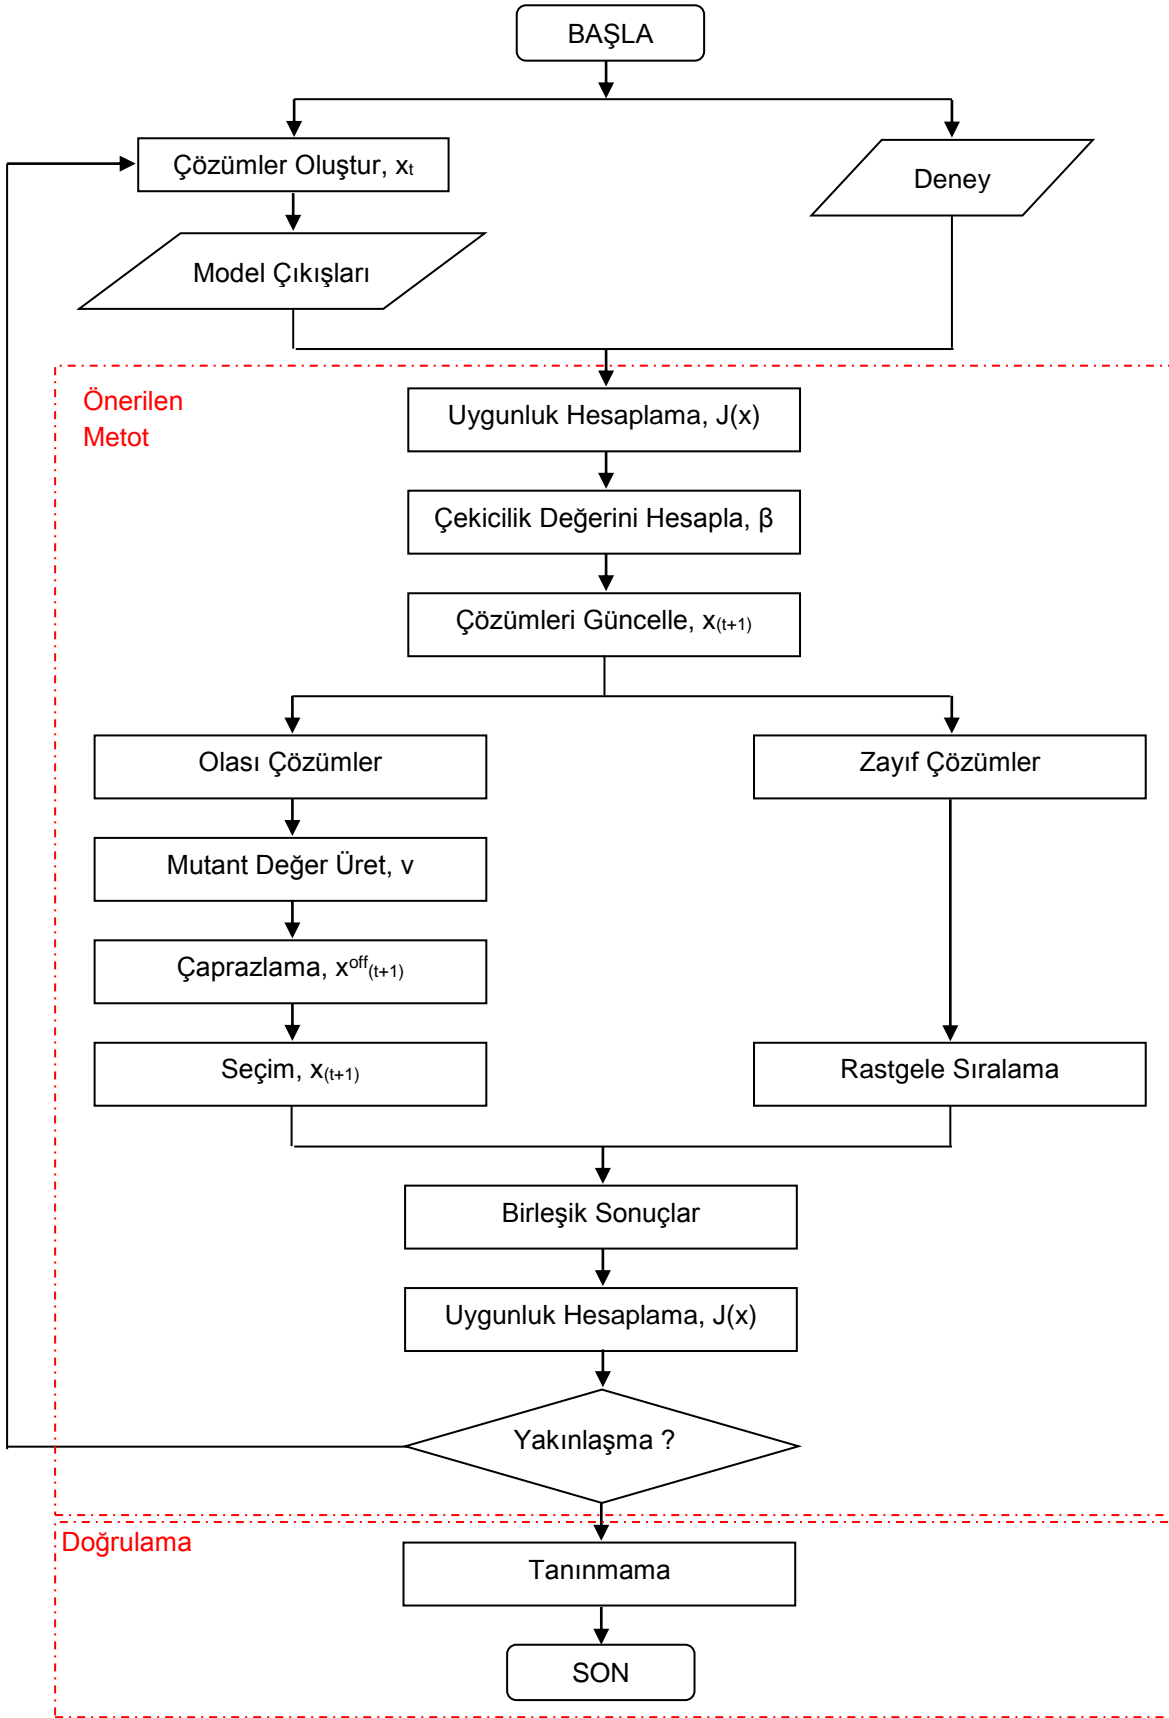 BAŞLA
Çözümler Oluştur, xt
Deney
Model Çıkışları
Önerilen
Metot
Uygunluk Hesaplama, J(x)
Çekicilik Değerini Hesapla, β
Çözümleri Güncelle, x(t+1)
Olası Çözümler
Zayıf Çözümler
Mutant Değer Üret, v
Çaprazlama, xoff(t+1)
Seçim, x(t+1)
Rastgele Sıralama
Birleşik Sonuçlar
Uygunluk Hesaplama, J(x)
Yakınlaşma ?
Doğrulama
Tanınmama
SON